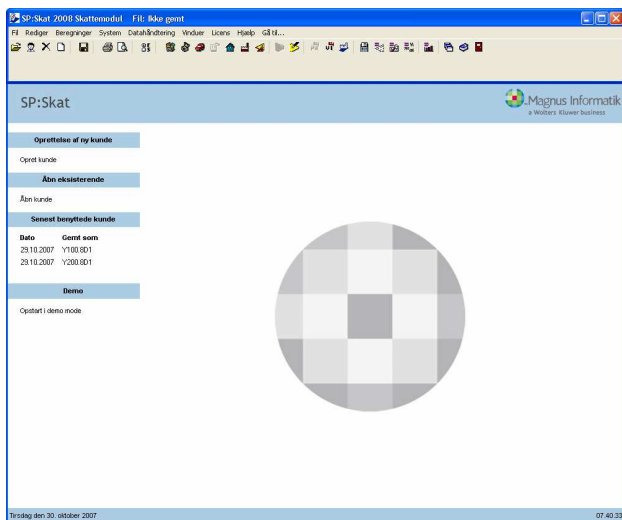 SP:Skat 2008 Skattemodul Fil: Ikke gemt
Fil Rediger Beregninger System Datahåndtering Vinduer Licens Hjælp Gå til...
SP:Skat
Magnus Informatik
a Wolters Kluwer business
Oprettelse af ny kunde
Opret kunde
Åbn eksisterende
Åbn kunde
Senest benyttede kunde
Dato Gemt som
29.10.2007 Y100.8D1
29.10.2007 Y200.8D1
Demo
Opstart i demo mode
Tirsdag den 30. oktober 2007 07.40.33